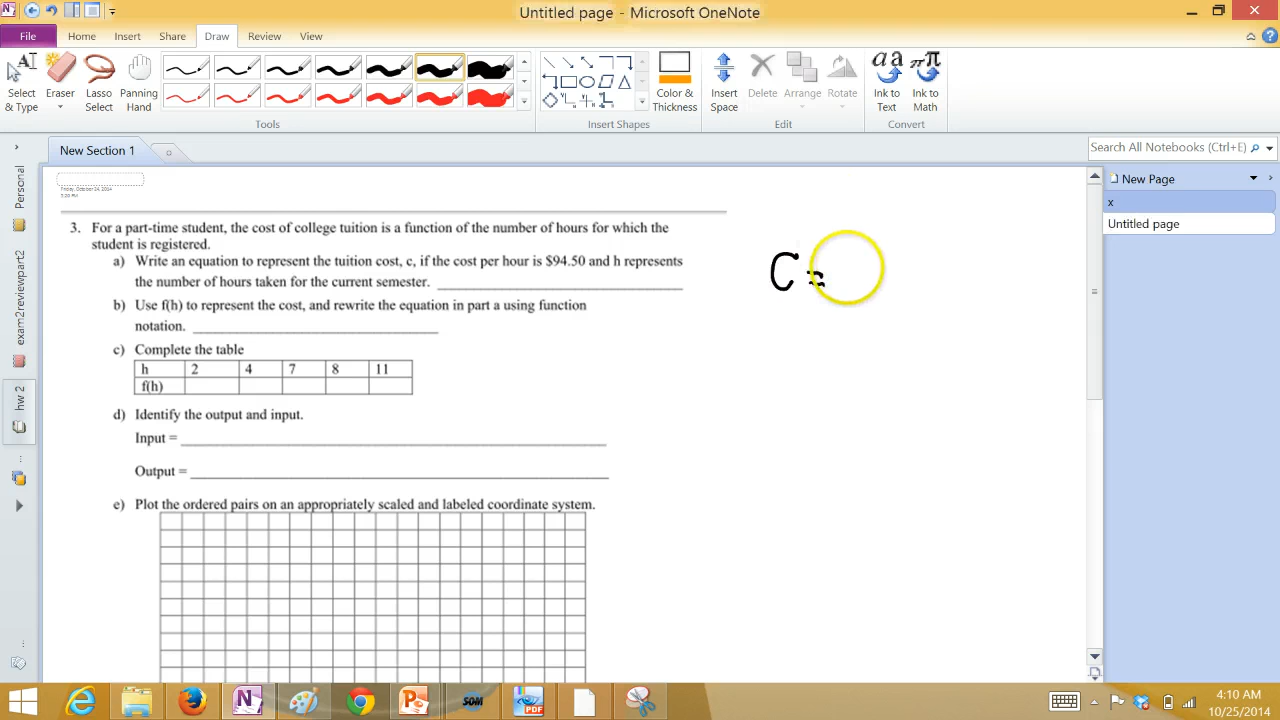 Untitled page - Microsoft OneNote
File Home Insert Share Draw Review View
Select & Type
Eraser
Lasso Select
Panning Hand
Color & Thickness
Insert Space
Delete
Arrange
Rotate
Ink to Text
Ink to Math
Tools
Insert Shapes
Edit
Convert
New Section 1
Search All Notebooks (Ctrl+E)
Personal
exam2reviewpart2
hw 2
New Page
x
Untitled page
Friday, October 24, 2014
3. For a part-time student, the cost of college tuition is a function of the number of hours for which the
student is registered.
a) Write an equation to represent the tuition cost, c, if the cost per hour is $94.50 and h represents
the number of hours taken for the current semester.
b) Use f(h) to represent the cost, and rewrite the equation in part a using function
notation.
c) Complete the table
h 2 4 7 8 11
f(h)
d) Identify the output and input.
Input =
Output =
e) Plot the ordered pairs on an appropriately scaled and labeled coordinate system.
C =
SOM
PDF
4:10 AM
10/25/2014